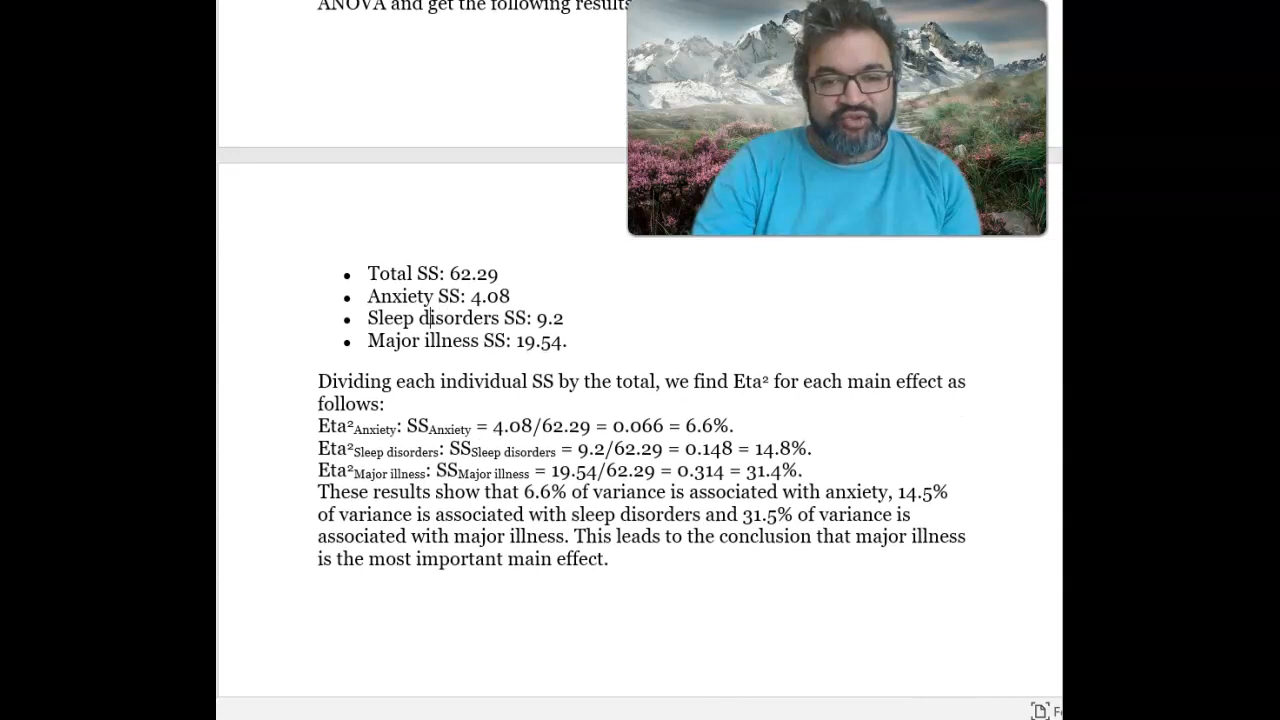 ANOVA and get the following results
• Total SS: 62.29
• Anxiety SS: 4.08
• Sleep disorders SS: 9.2
• Major illness SS: 19.54.
Dividing each individual SS by the total, we find Eta² for each main effect as
follows:
Eta²Anxiety: SSAnxiety = 4.08/62.29 = 0.066 = 6.6%.
Eta²Sleep disorders: SSSleep disorders = 9.2/62.29 = 0.148 = 14.8%.
Eta²Major illness: SSMajor illness = 19.54/62.29 = 0.314 = 31.4%.
These results show that 6.6% of variance is associated with anxiety, 14.5%
of variance is associated with sleep disorders and 31.5% of variance is
associated with major illness. This leads to the conclusion that major illness
is the most important main effect.